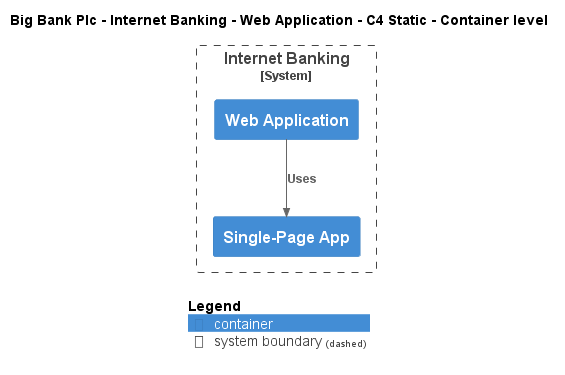 Big Bank Plc - Internet Banking - Web Application - C4 Static - Container level
Internet Banking
[System]
Web Application
Uses
Single-Page App
Legend
container
system boundary (dashed)